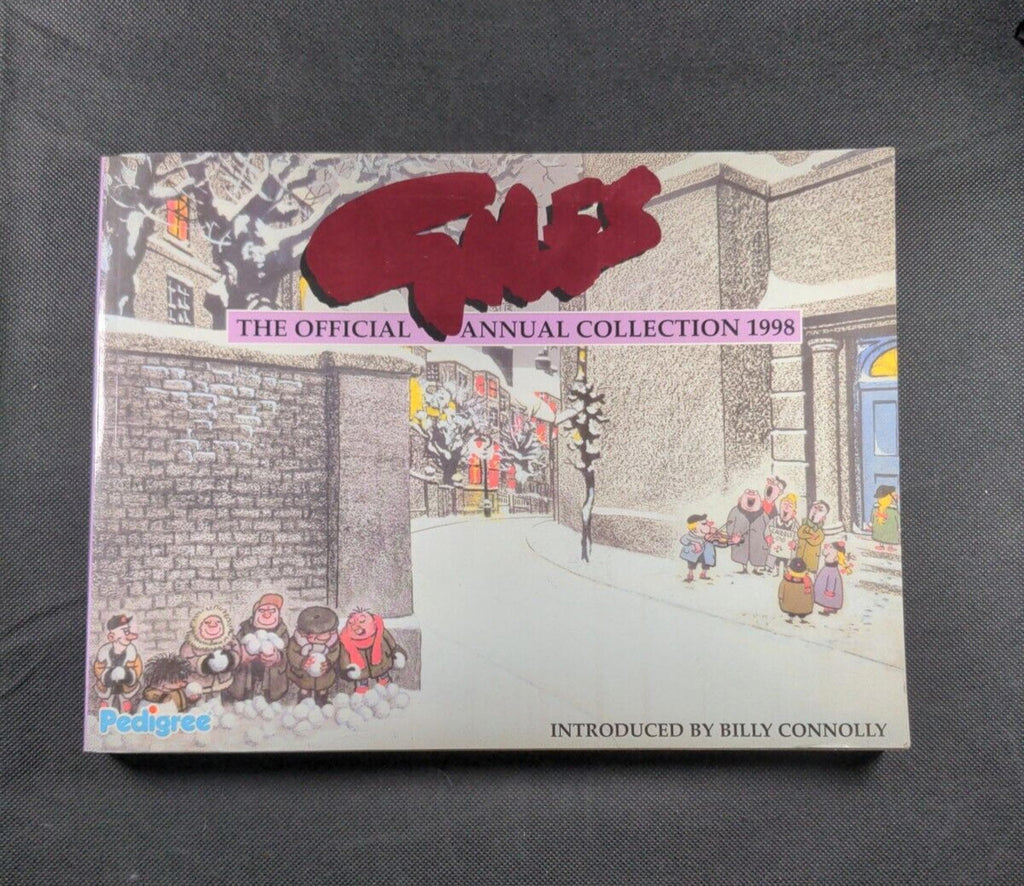 GILES
THE OFFICIAL ANNUAL COLLECTION 1998
Pedigree
INTRODUCED BY BILLY CONNOLLY